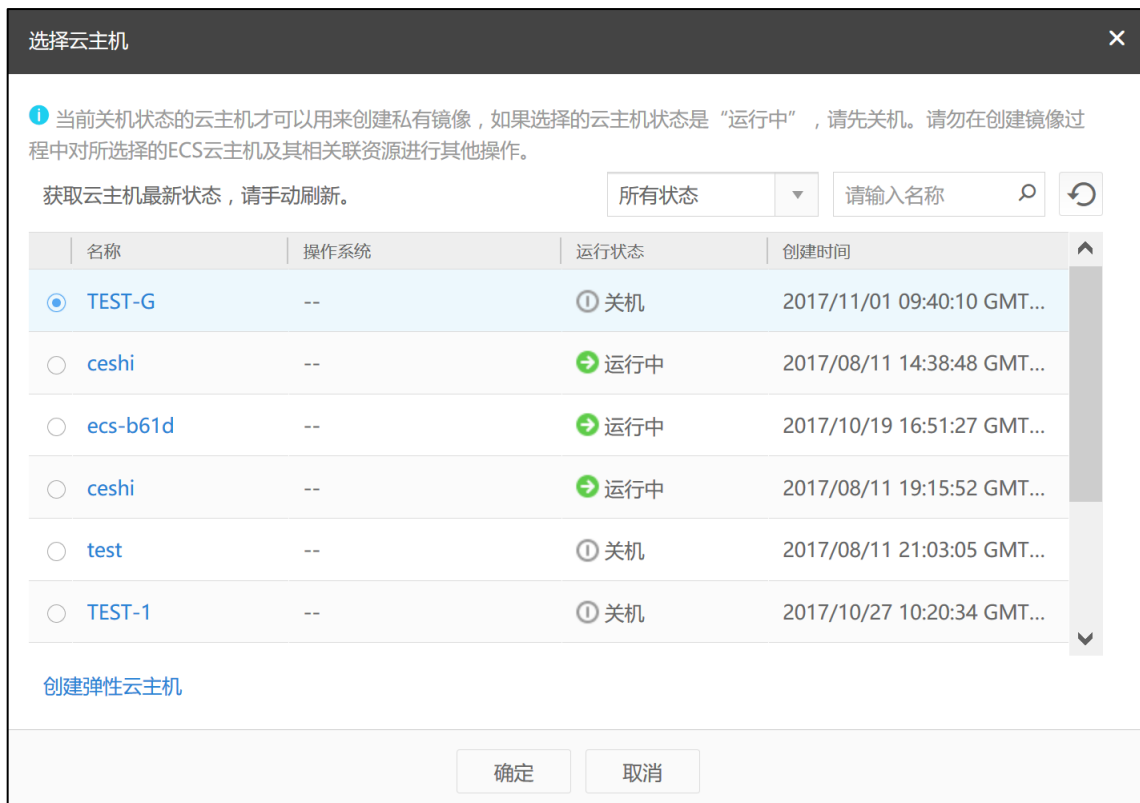 选择云主机
当前关机状态的云主机才可以用来创建私有镜像，如果选择的云主机状态是“运行中”，请先关机。请勿在创建镜像过
程中对所选择的ECS云主机及其相关联资源进行其他操作。
获取云主机最新状态，请手动刷新。 所有状态 请输入名称
名称 操作系统 运行状态 创建时间
TEST-G -- 关机 2017/11/01 09:40:10 GMT...
ceshi -- 运行中 2017/08/11 14:38:48 GMT...
ecs-b61d -- 运行中 2017/10/19 16:51:27 GMT...
ceshi -- 运行中 2017/08/11 19:15:52 GMT...
test -- 关机 2017/08/11 21:03:05 GMT...
TEST-1 -- 关机 2017/10/27 10:20:34 GMT...
创建弹性云主机
确定 取消